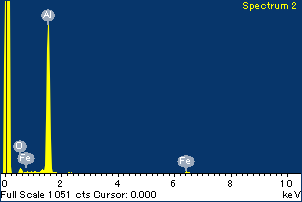 Spectrum 2
Al
O
Fe
Fe
0 2 4 6 8 10
Full Scale 1051 cts Cursor: 0.000 keV